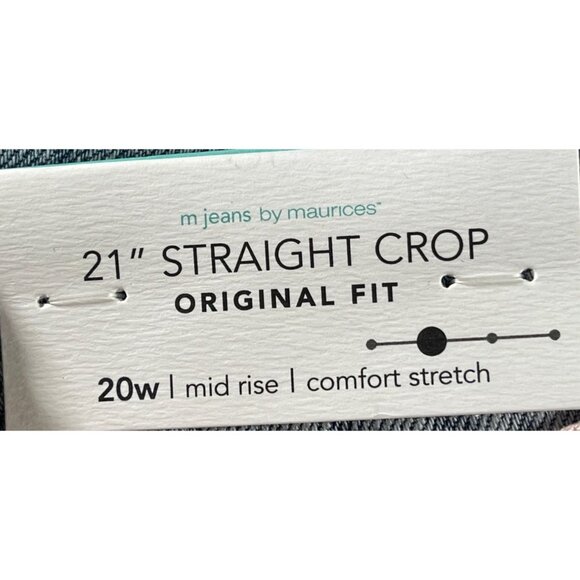 m jeans by maurices™
21" STRAIGHT CROP
ORIGINAL FIT
20w | mid rise | comfort stretch